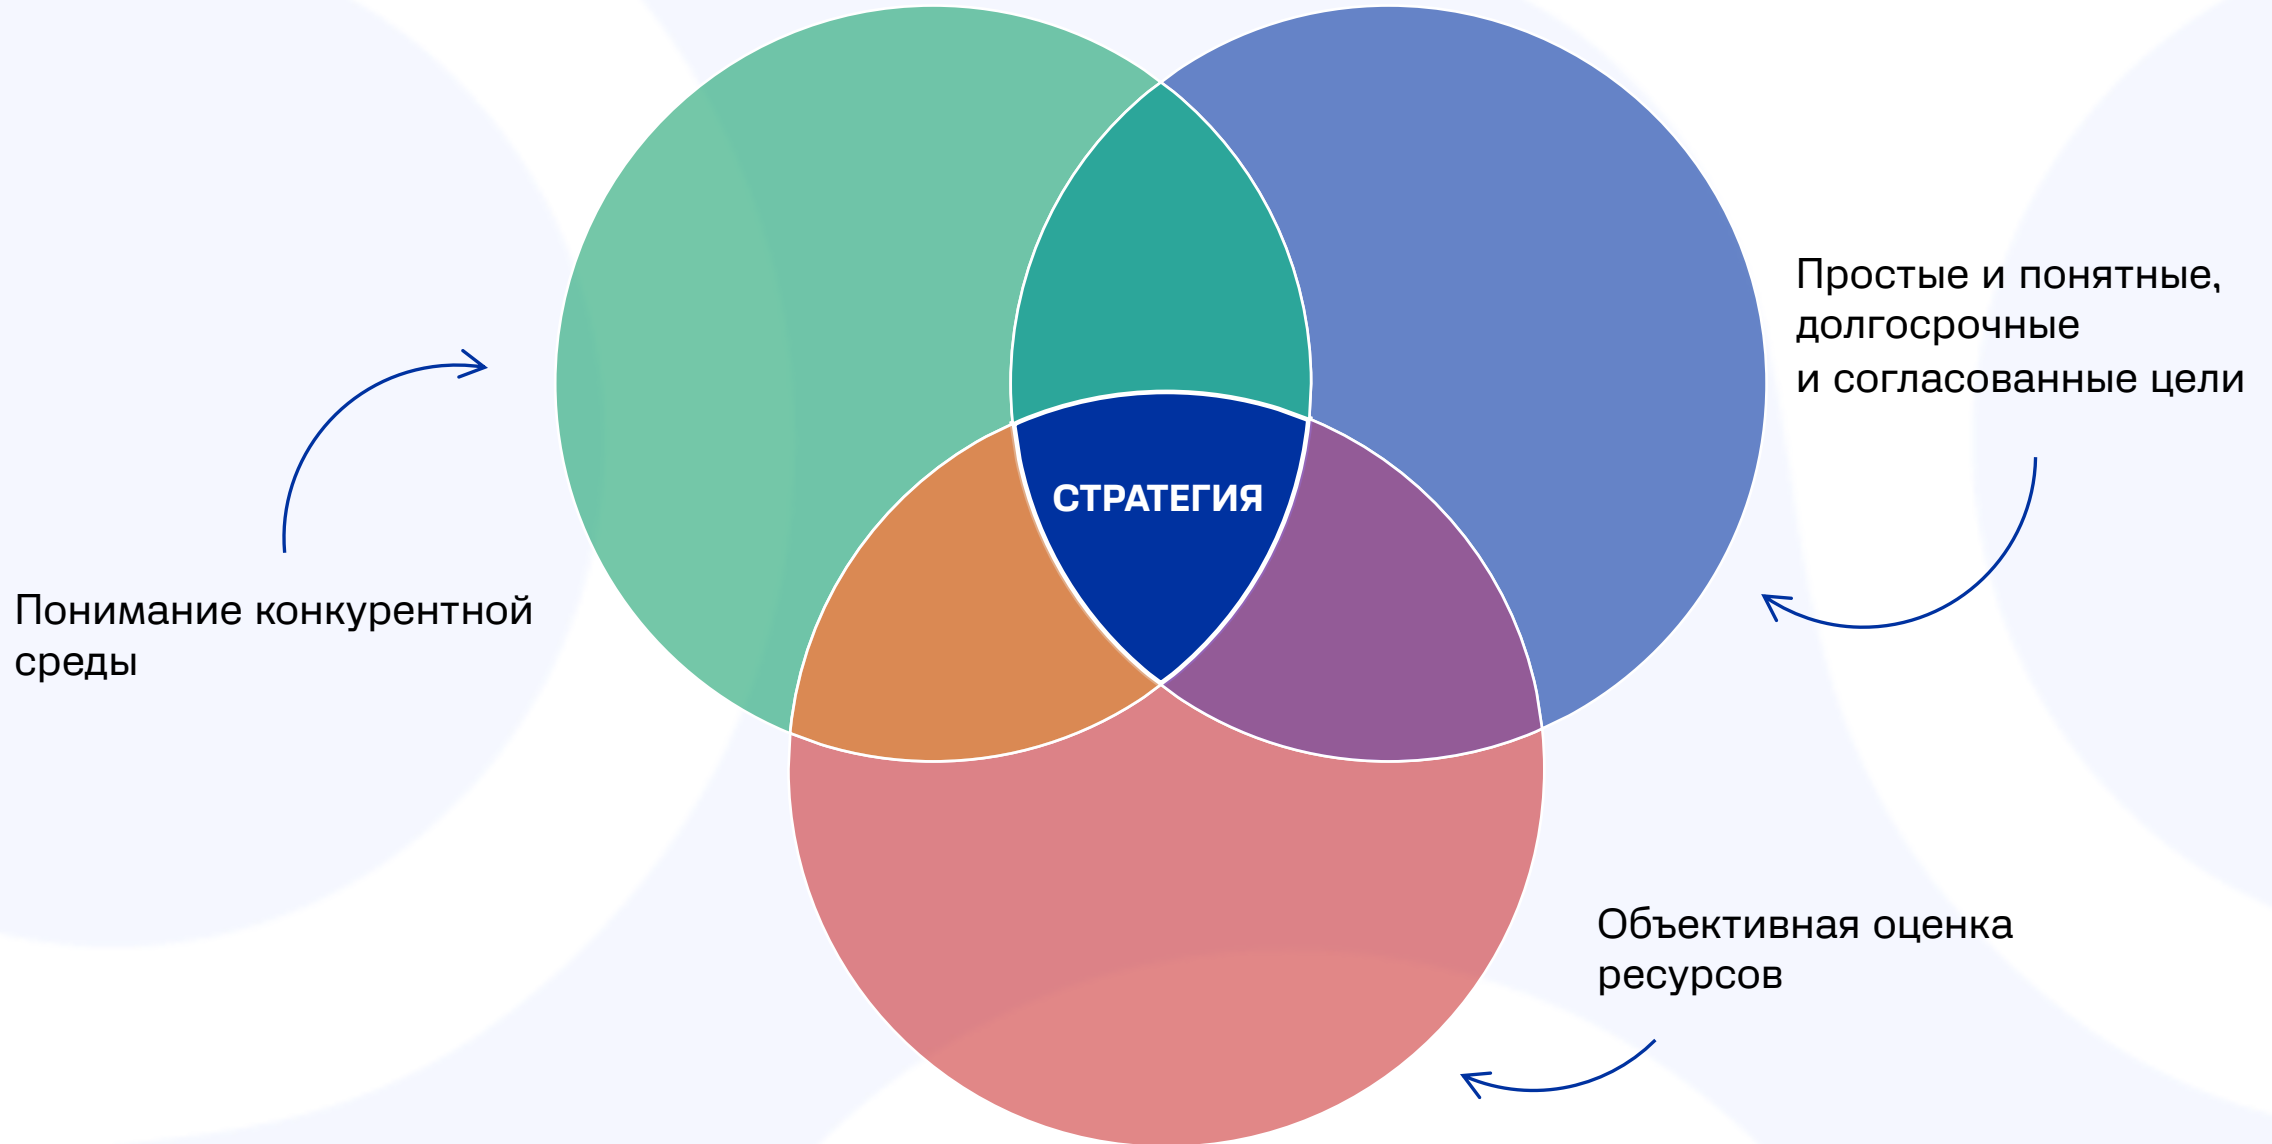 Простые и понятные,
долгосрочные
и согласованные цели
СТРАТЕГИЯ
Понимание конкурентной
среды
Объективная оценка
ресурсов